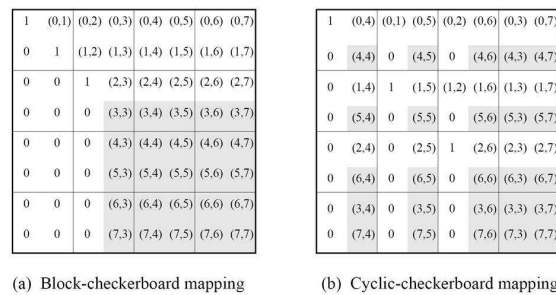 1 (0,1) (0,2) (0,3) (0,4) (0,5) (0,6) (0,7)
0 1 (1,2) (1,3) (1,4) (1,5) (1,6) (1,7)
0 0 1 (2,3) (2,4) (2,5) (2,6) (2,7)
0 0 0 (3,3) (3,4) (3,5) (3,6) (3,7)
0 0 0 (4,3) (4,4) (4,5) (4,6) (4,7)
0 0 0 (5,3) (5,4) (5,5) (5,6) (5,7)
0 0 0 (6,3) (6,4) (6,5) (6,6) (6,7)
0 0 0 (7,3) (7,4) (7,5) (7,6) (7,7)
(a) Block-checkerboard mapping
1 (0,4) (0,1) (0,5) (0,2) (0,6) (0,3) (0,7)
0 (4,4) 0 (4,5) 0 (4,6) (4,3) (4,7)
0 (1,4) 1 (1,5) (1,2) (1,6) (1,3) (1,7)
0 (5,4) 0 (5,5) 0 (5,6) (5,3) (5,7)
0 (2,4) 0 (2,5) 1 (2,6) (2,3) (2,7)
0 (6,4) 0 (6,5) 0 (6,6) (6,3) (6,7)
0 (3,4) 0 (3,5) 0 (3,6) (3,3) (3,7)
0 (7,4) 0 (7,5) 0 (7,6) (7,3) (7,7)
(b) Cyclic-checkerboard mapping